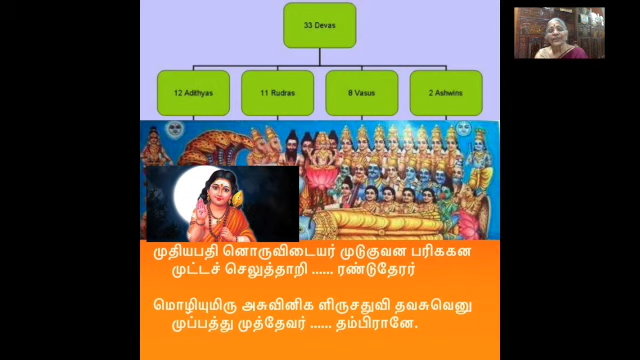 33 Devas
12 Adithyas
11 Rudras
8 Vasus
2 Ashwins
முதியபதி னொருவிடையர் முடுகுவன பரிககன
முட்டச் செலுத்தாறி ...... ரண்டுதேரர்
மொழியுமிரு அசுவினிக ளிருசதுவி தவசுவெனு
முப்பத்து முத்தேவர் ...... தம்பிரானே.